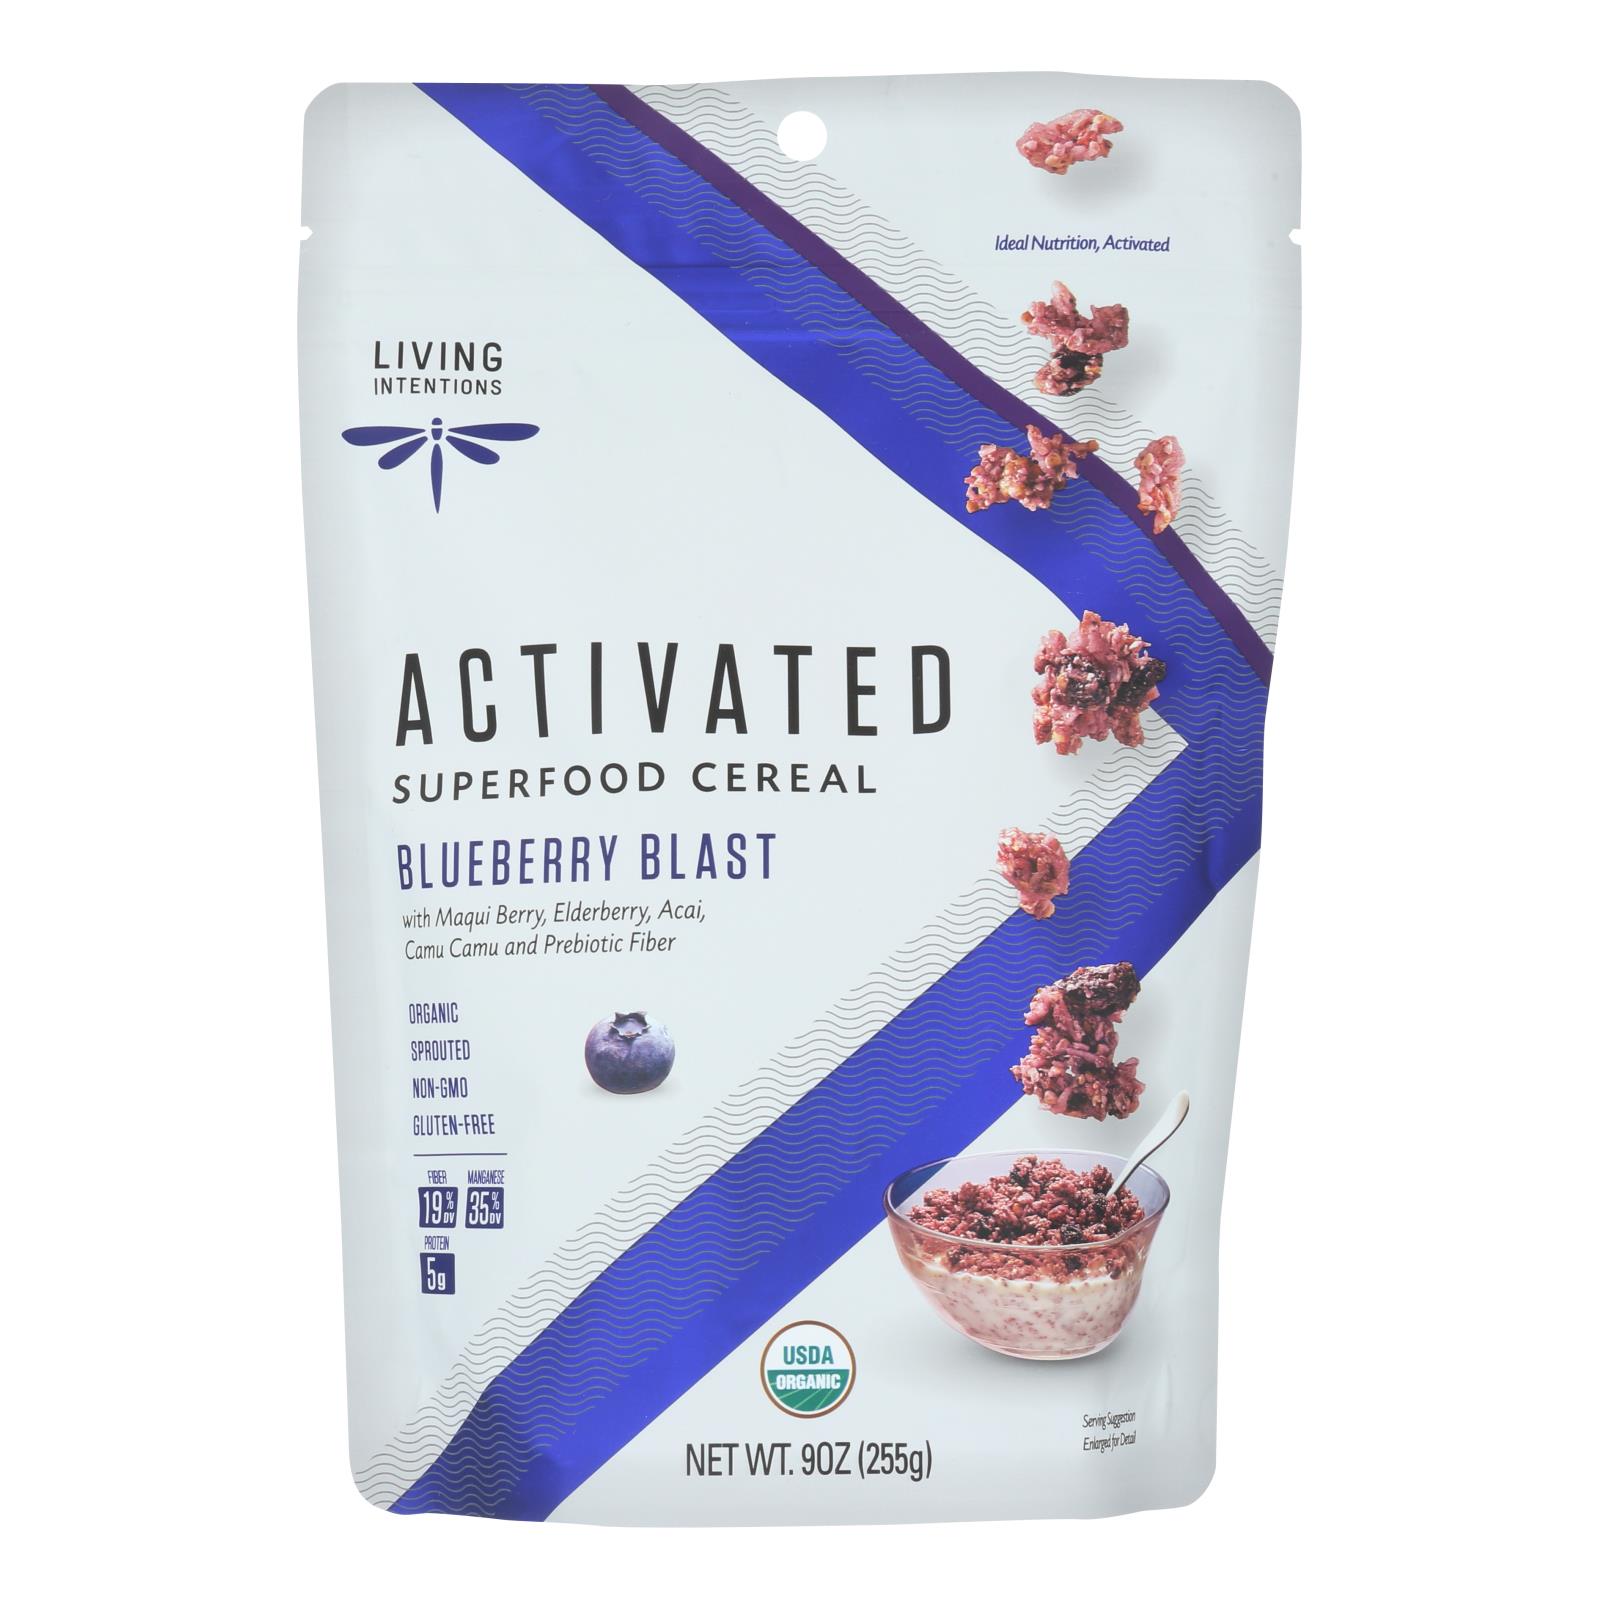 Ideal Nutrition, Activated
LIVING
INTENTIONS
ACTIVATED
SUPERFOOD CEREAL
BLUEBERRY BLAST
with Maqui Berry, Elderberry, Acai,
Camu Camu and Prebiotic Fiber
ORGANIC
SPROUTED
NON-GMO
GLUTEN-FREE
FIBER
19% DV
MANGANESE
35% DV
PROTEIN
5g
USDA
ORGANIC
NET WT. 9OZ (255g)
Serving Suggestion
Enlarged for Detail